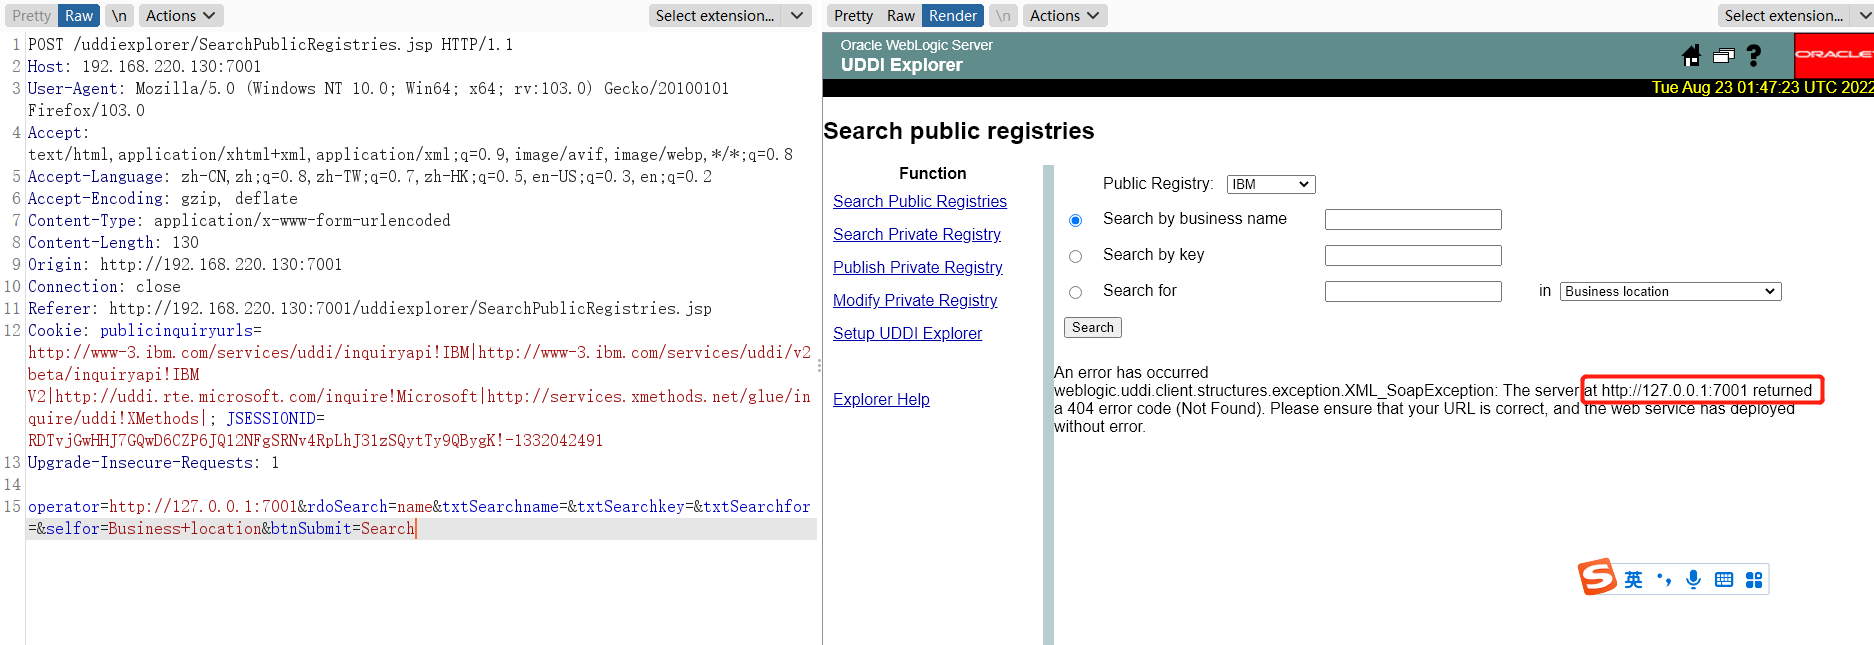 Pretty Raw \n Actions Select extension...
1 POST /uddiexplorer/SearchPublicRegistries.jsp HTTP/1.1
2 Host: 192.168.220.130:7001
3 User-Agent: Mozilla/5.0 (Windows NT 10.0; Win64; x64; rv:103.0) Gecko/20100101
Firefox/103.0
4 Accept:
text/html,application/xhtml+xml,application/xml;q=0.9,image/avif,image/webp,*/*;q=0.8
5 Accept-Language: zh-CN,zh;q=0.8,zh-TW;q=0.7,zh-HK;q=0.5,en-US;q=0.3,en;q=0.2
6 Accept-Encoding: gzip, deflate
7 Content-Type: application/x-www-form-urlencoded
8 Content-Length: 130
9 Origin: http://192.168.220.130:7001
10 Connection: close
11 Referer: http://192.168.220.130:7001/uddiexplorer/SearchPublicRegistries.jsp
12 Cookie: publicinquiryurls=
http://www-3.ibm.com/services/uddi/inquiryapi!IBM|http://www-3.ibm.com/services/uddi/v2
beta/inquiryapi!IBM
V2|http://uddi.rte.microsoft.com/inquire!Microsoft|http://services.xmethods.net/glue/in
quire/uddi!XMethods|; JSESSIONID=
RDTvjGwHHJ7GQwD6CZP6JQ12NFgSRNv4RpLhJ31zSQytTy9QBygK!-1332042491
13 Upgrade-Insecure-Requests: 1
14
15 operator=http://127.0.0.1:7001&rdoSearch=name&txtSearchname=&txtSearchkey=&txtSearchfor
=&selfor=Business+location&btnSubmit=Search
Pretty Raw Render \n Actions Select extension...
Oracle WebLogic Server
UDDI Explorer
ORACLE
Tue Aug 23 01:47:23 UTC 2022
Search public registries
Function
Search Public Registries
Search Private Registry
Publish Private Registry
Modify Private Registry
Setup UDDI Explorer
Explorer Help
Public Registry: IBM
Search by business name
Search by key
Search for in Business location
Search
An error has occurred
weblogic.uddi.client.structures.exception.XML_SoapException: The server at http://127.0.0.1:7001 returned
a 404 error code (Not Found). Please ensure that your URL is correct, and the web service has deployed
without error.
英